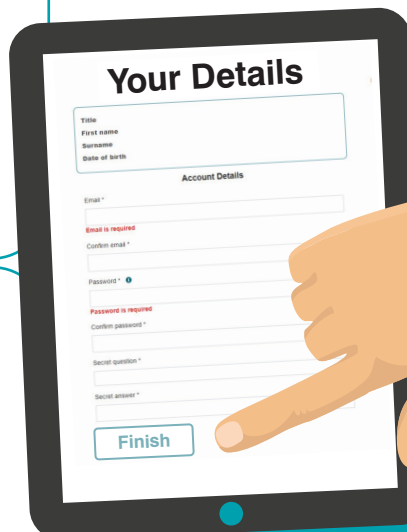 Your Details
Title
First name
Surname
Date of birth
Account Details
Email *
Email is required
Confirm email *
Password *
Password is required
Confirm password *
Secret question *
Secret answer *
Finish